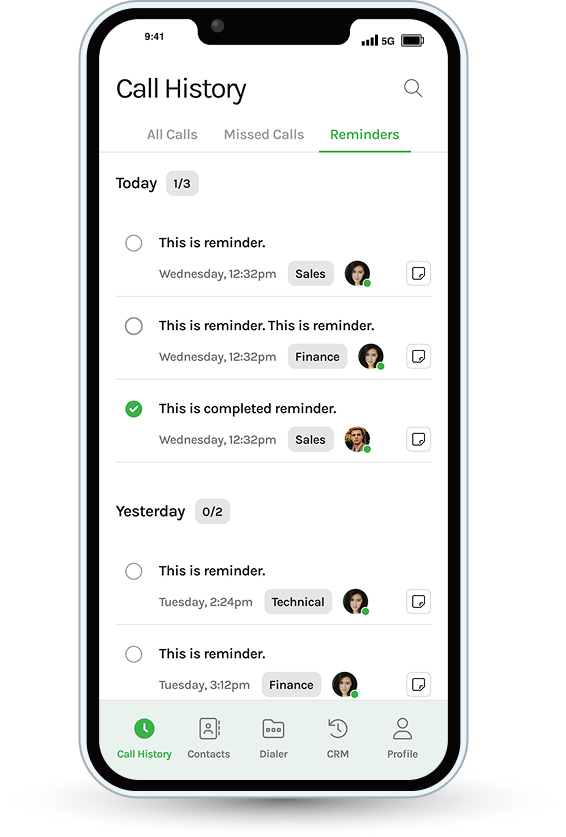 9:41
5G
Call History
All Calls Missed Calls Reminders
Today 1/3
This is reminder.
Wednesday, 12:32pm Sales
This is reminder. This is reminder.
Wednesday, 12:32pm Finance
This is completed reminder.
Wednesday, 12:32pm Sales
Yesterday 0/2
This is reminder.
Tuesday, 2:24pm Technical
This is reminder.
Tuesday, 3:12pm Finance
Call History Contacts Dialer CRM Profile